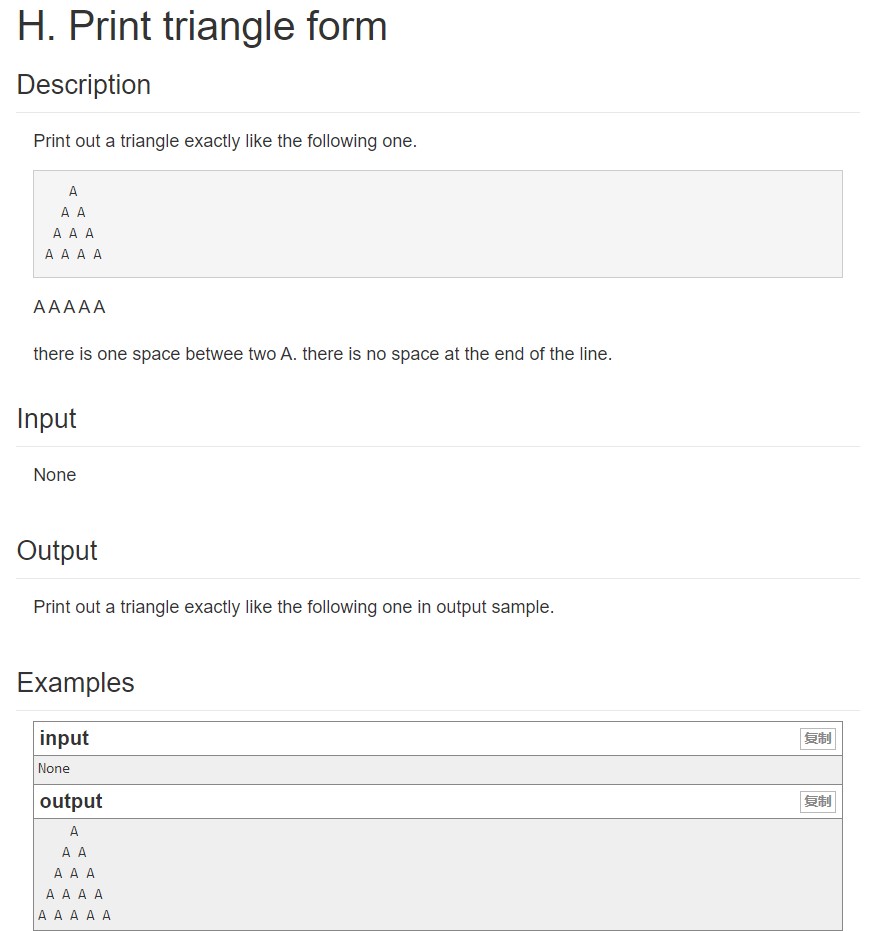 H. Print triangle form
Description
Print out a triangle exactly like the following one.
    A
   A A
  A A A
 A A A A
A A A A A
there is one space betwee two A. there is no space at the end of the line.
Input
None
Output
Print out a triangle exactly like the following one in output sample.
Examples
input 复制
None
output 复制
    A
   A A
  A A A
 A A A A
A A A A A